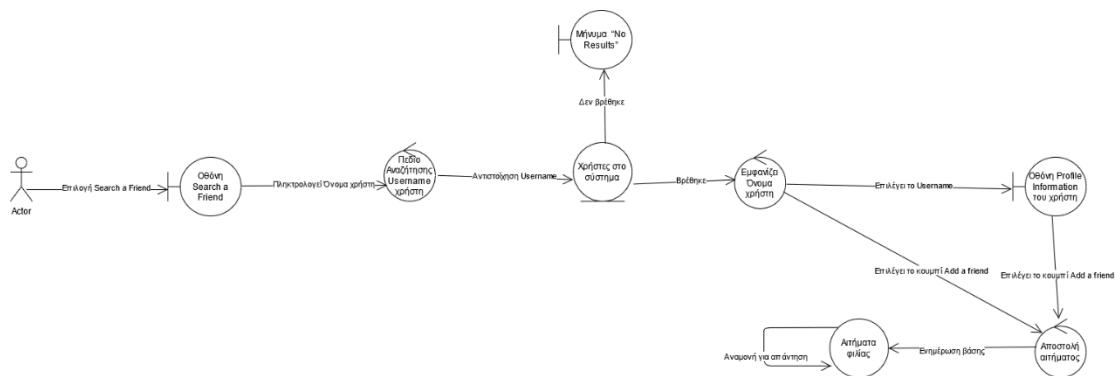 Μήνυμα “No
Results”
Δεν βρέθηκε
Actor
Επιλογή Search a Friend
Οθόνη
Search a
Friend
Πληκτρολογεί Όνομα χρήστη
Πεδίο
Αναζήτησης
Username
χρήστη
Αντιστοίχηση Username
Χρήστες στο
σύστημα
Βρέθηκε
Εμφανίζει
Όνομα
χρήστη
Επιλέγει το Username
Οθόνη Profile
Information
του χρήστη
Επιλέγει το κουμπί Add a friend
Επιλέγει το κουμπί Add a friend
Αποστολή
αιτήματος
Ενημέρωση βάσης
Αιτήματα
φιλίας
Αναμονή για απάντηση